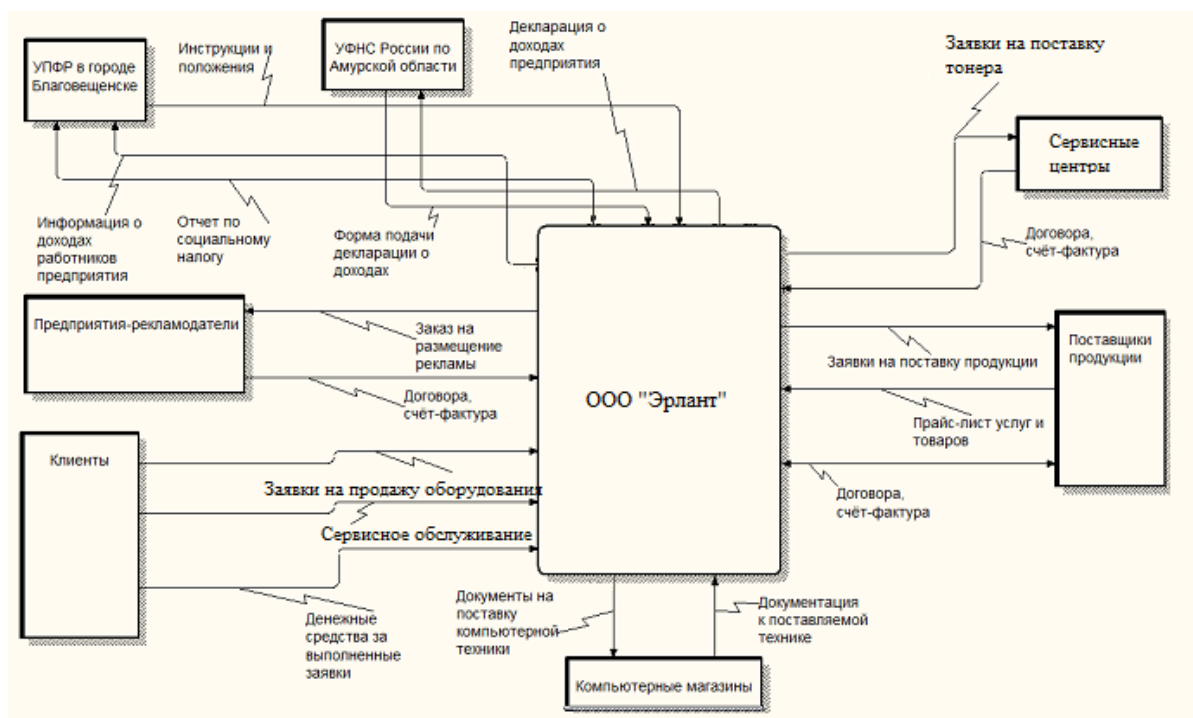 УПФР в городе
Благовещенске
Инструкции и
положения
УФНС России по
Амурской области
Декларация о
доходах
предприятия
Заявки на поставку
тонера
Сервисные
центры
Информация о
доходах
работников
предприятия
Отчет по
социальному
налогу
Форма подачи
декларации о
доходах
Договора,
счёт-фактура
Предприятия-рекламодатели
Заказ на
размещение
рекламы
Договора,
счёт-фактура
ООО "Эрлант"
Поставщики
продукции
Заявки на поставку продукции
Прайс-лист услуг и
товаров
Договора,
счёт-фактура
Клиенты
Заявки на продажу оборудования
Сервисное обслуживание
Денежные
средства за
выполненные
заявки
Документы на
поставку
компьютерной
техники
Документация
к поставляемой
технике
Компьютерные магазины